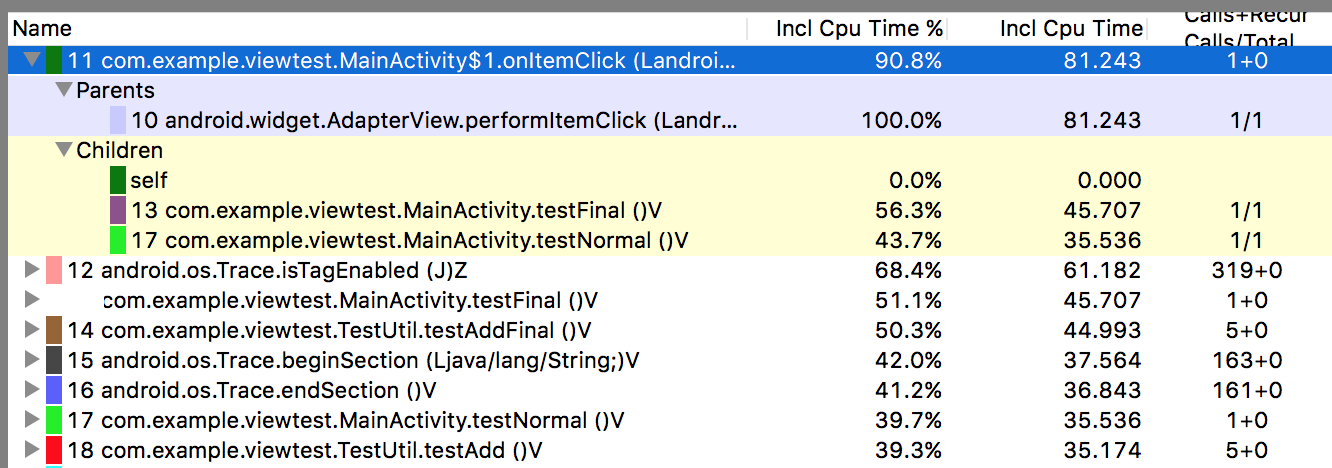 Name Incl Cpu Time % Incl Cpu Time Calls+Recur
Calls/Total
11 com.example.viewtest.MainActivity$1.onItemClick (Landroi... 90.8% 81.243 1+0
Parents
10 android.widget.AdapterView.performItemClick (Landr... 100.0% 81.243 1/1
Children
self 0.0% 0.000
13 com.example.viewtest.MainActivity.testFinal ()V 56.3% 45.707 1/1
17 com.example.viewtest.MainActivity.testNormal ()V 43.7% 35.536 1/1
12 android.os.Trace.isTagEnabled (J)Z 68.4% 61.182 319+0
com.example.viewtest.MainActivity.testFinal ()V 51.1% 45.707 1+0
14 com.example.viewtest.TestUtil.testAddFinal ()V 50.3% 44.993 5+0
15 android.os.Trace.beginSection (Ljava/lang/String;)V 42.0% 37.564 163+0
16 android.os.Trace.endSection ()V 41.2% 36.843 161+0
17 com.example.viewtest.MainActivity.testNormal ()V 39.7% 35.536 1+0
18 com.example.viewtest.TestUtil.testAdd ()V 39.3% 35.174 5+0